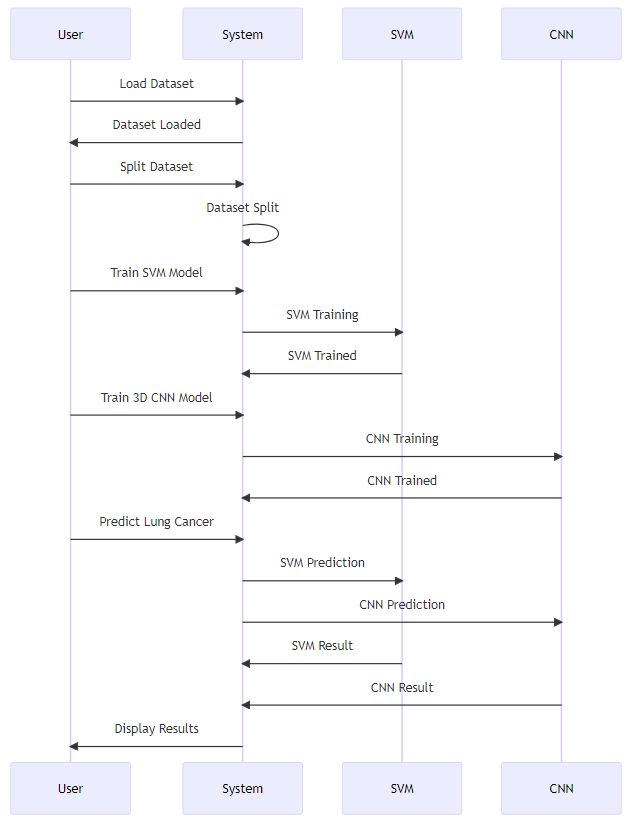 User
System
SVM
CNN
Load Dataset
Dataset Loaded
Split Dataset
Dataset Split
Train SVM Model
SVM Training
SVM Trained
Train 3D CNN Model
CNN Training
CNN Trained
Predict Lung Cancer
SVM Prediction
CNN Prediction
SVM Result
CNN Result
Display Results
User
System
SVM
CNN